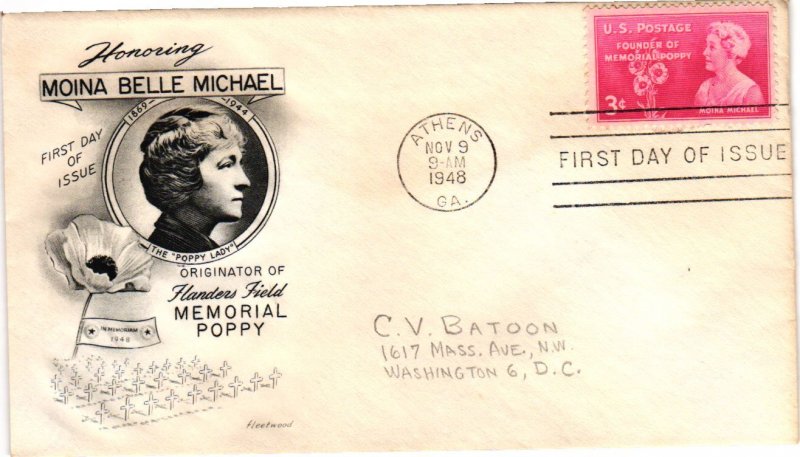 Honoring
MOINA BELLE MICHAEL
1869 1944
FIRST DAY
OF
ISSUE
THE "POPPY LADY"
ORIGINATOR OF
Flanders Field
MEMORIAL
POPPY
IN MEMORIAM
1948
fleetwood
U.S. POSTAGE
FOUNDER OF
MEMORIAL POPPY
3¢
MOINA MICHAEL
ATHENS
NOV 9
9-AM
1948
GA.
FIRST DAY OF ISSUE
C.V. BATOON
1617 MASS. AVE., N.W.
WASHINGTON 6, D.C.